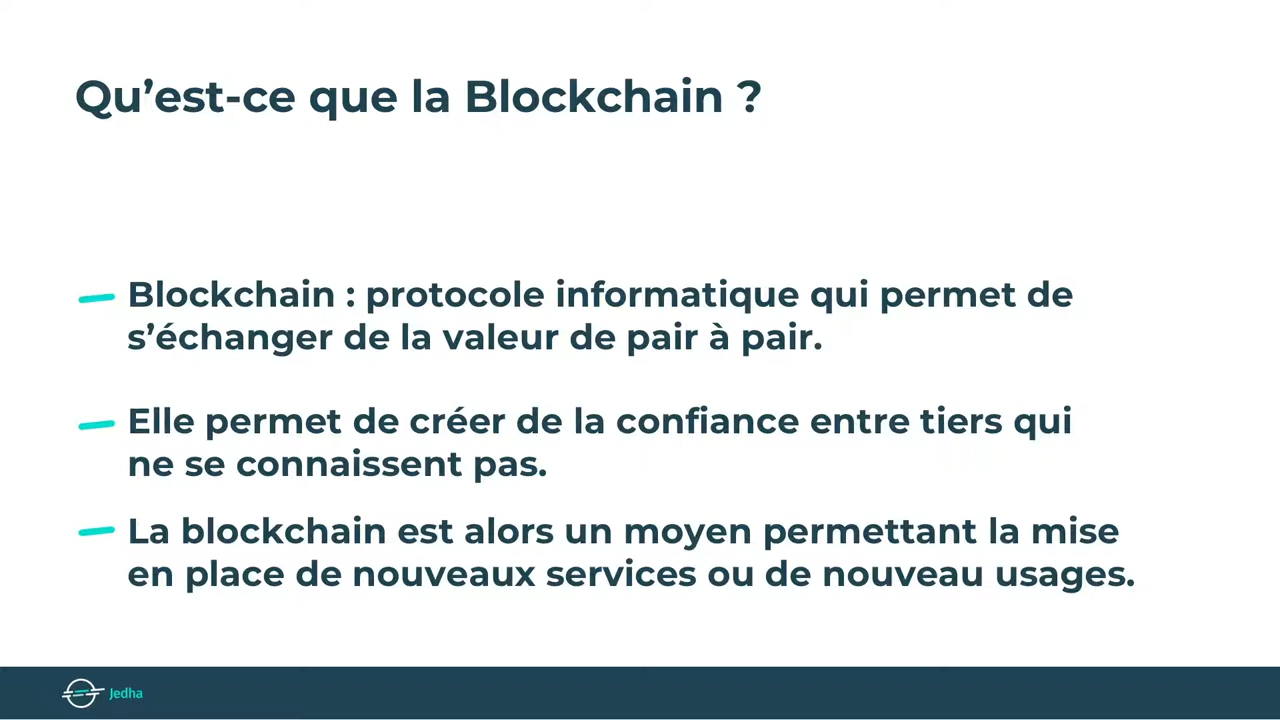 Qu’est-ce que la Blockchain ?
Blockchain : protocole informatique qui permet de
s’échanger de la valeur de pair à pair.
Elle permet de créer de la confiance entre tiers qui
ne se connaissent pas.
La blockchain est alors un moyen permettant la mise
en place de nouveaux services ou de nouveau usages.
Jedha